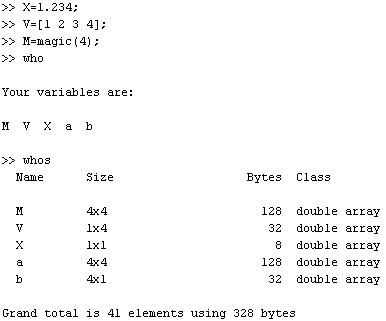 >> X=1.234;
>> V=[1 2 3 4];
>> M=magic(4);
>> who
Your variables are:
M  V  X  a  b
>> whos
  Name      Size                    Bytes  Class
  M         4x4                       128  double array
  V         1x4                        32  double array
  X         1x1                         8  double array
  a         4x4                       128  double array
  b         4x1                        32  double array
Grand total is 41 elements using 328 bytes